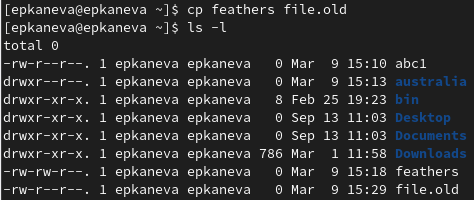 [epkaneva@epkaneva ~]$ cp feathers file.old
[epkaneva@epkaneva ~]$ ls -l
total 0
-rw-r--r--. 1 epkaneva epkaneva   0 Mar  9 15:10 abc1
drwxr--r--. 1 epkaneva epkaneva   0 Mar  9 15:13 australia
drwxr-xr-x. 1 epkaneva epkaneva   8 Feb 25 19:23 bin
drwxr-xr-x. 1 epkaneva epkaneva   0 Sep 13 11:03 Desktop
drwxr-xr-x. 1 epkaneva epkaneva   0 Sep 13 11:03 Documents
drwxr-xr-x. 1 epkaneva epkaneva 786 Mar  1 11:58 Downloads
-rw-rw-r--. 1 epkaneva epkaneva   0 Mar  9 15:18 feathers
-rw-r--r--. 1 epkaneva epkaneva   0 Mar  9 15:29 file.old